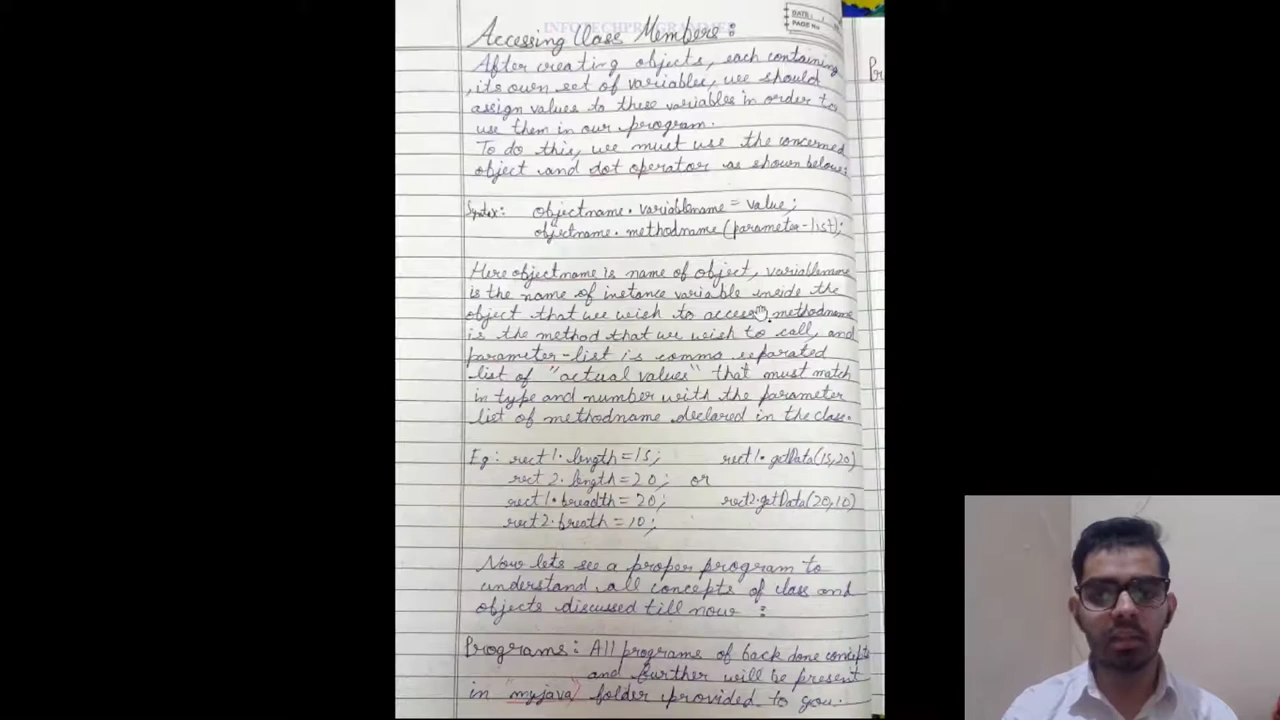 INFOTECHPROGRAM.NET
DATE: / /
PAGE No
Accessing Class Members:
After creating objects, each containing
, its own set of variables, we should
assign values to these variables in order to
use them in our program.
To do this, we must use the concerned
object and dot operator as shown below:
Syntax: objectname.variablename = value;
objectname.methodname(parameter-list);
Here objectname is name of object, variablename
is the name of instance variable inside the
object that we wish to access, methodname
is the method that we wish to call, and
parameter-list is comma separated
list of "actual values" that must match
in type and number with the parameter
list of methodname declared in the class.
Eg: rect1.length=15; rect1.getData(15,20)
rect2.length=20; or
rect1.breadth=20; rect2.getData(20,10)
rect2.breath=10;
Now lets see a proper program to
understand all concepts of class and
objects discussed till now:
Programs: All programs of back done concepts
and further will be present
in "myjava" folder provided to you.